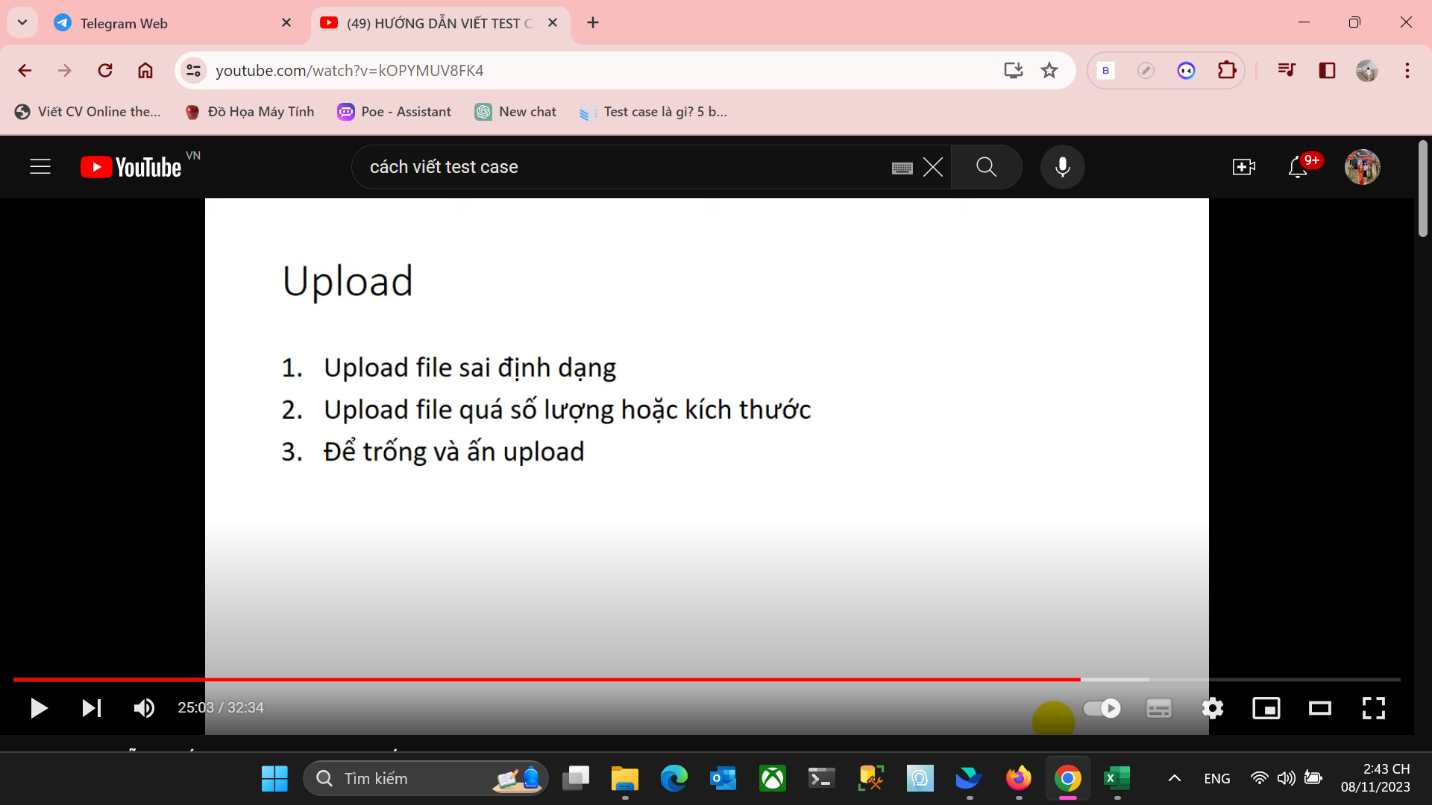 Telegram Web
(49) HƯỚNG DẪN VIẾT TEST C
youtube.com/watch?v=kOPYMUV8FK4
B
Viết CV Online the...
Đồ Họa Máy Tính
Poe - Assistant
New chat
Test case là gì? 5 b...
YouTube VN
cách viết test case
9+
Upload
1. Upload file sai định dạng
2. Upload file quá số lượng hoặc kích thước
3. Để trống và ấn upload
25:03 / 32:34
Tìm kiếm
ENG
2:43 CH
08/11/2023